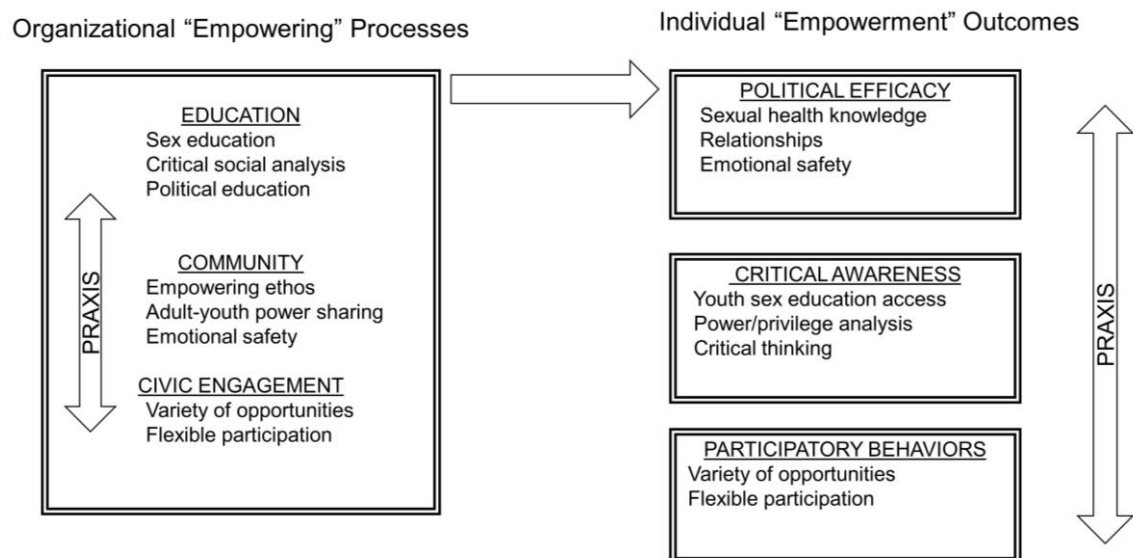 Organizational “Empowering” Processes
Individual “Empowerment” Outcomes
EDUCATION
Sex education
Critical social analysis
Political education
COMMUNITY
Empowering ethos
Adult-youth power sharing
Emotional safety
CIVIC ENGAGEMENT
Variety of opportunities
Flexible participation
PRAXIS
POLITICAL EFFICACY
Sexual health knowledge
Relationships
Emotional safety
CRITICAL AWARENESS
Youth sex education access
Power/privilege analysis
Critical thinking
PARTICIPATORY BEHAVIORS
Variety of opportunities
Flexible participation
PRAXIS